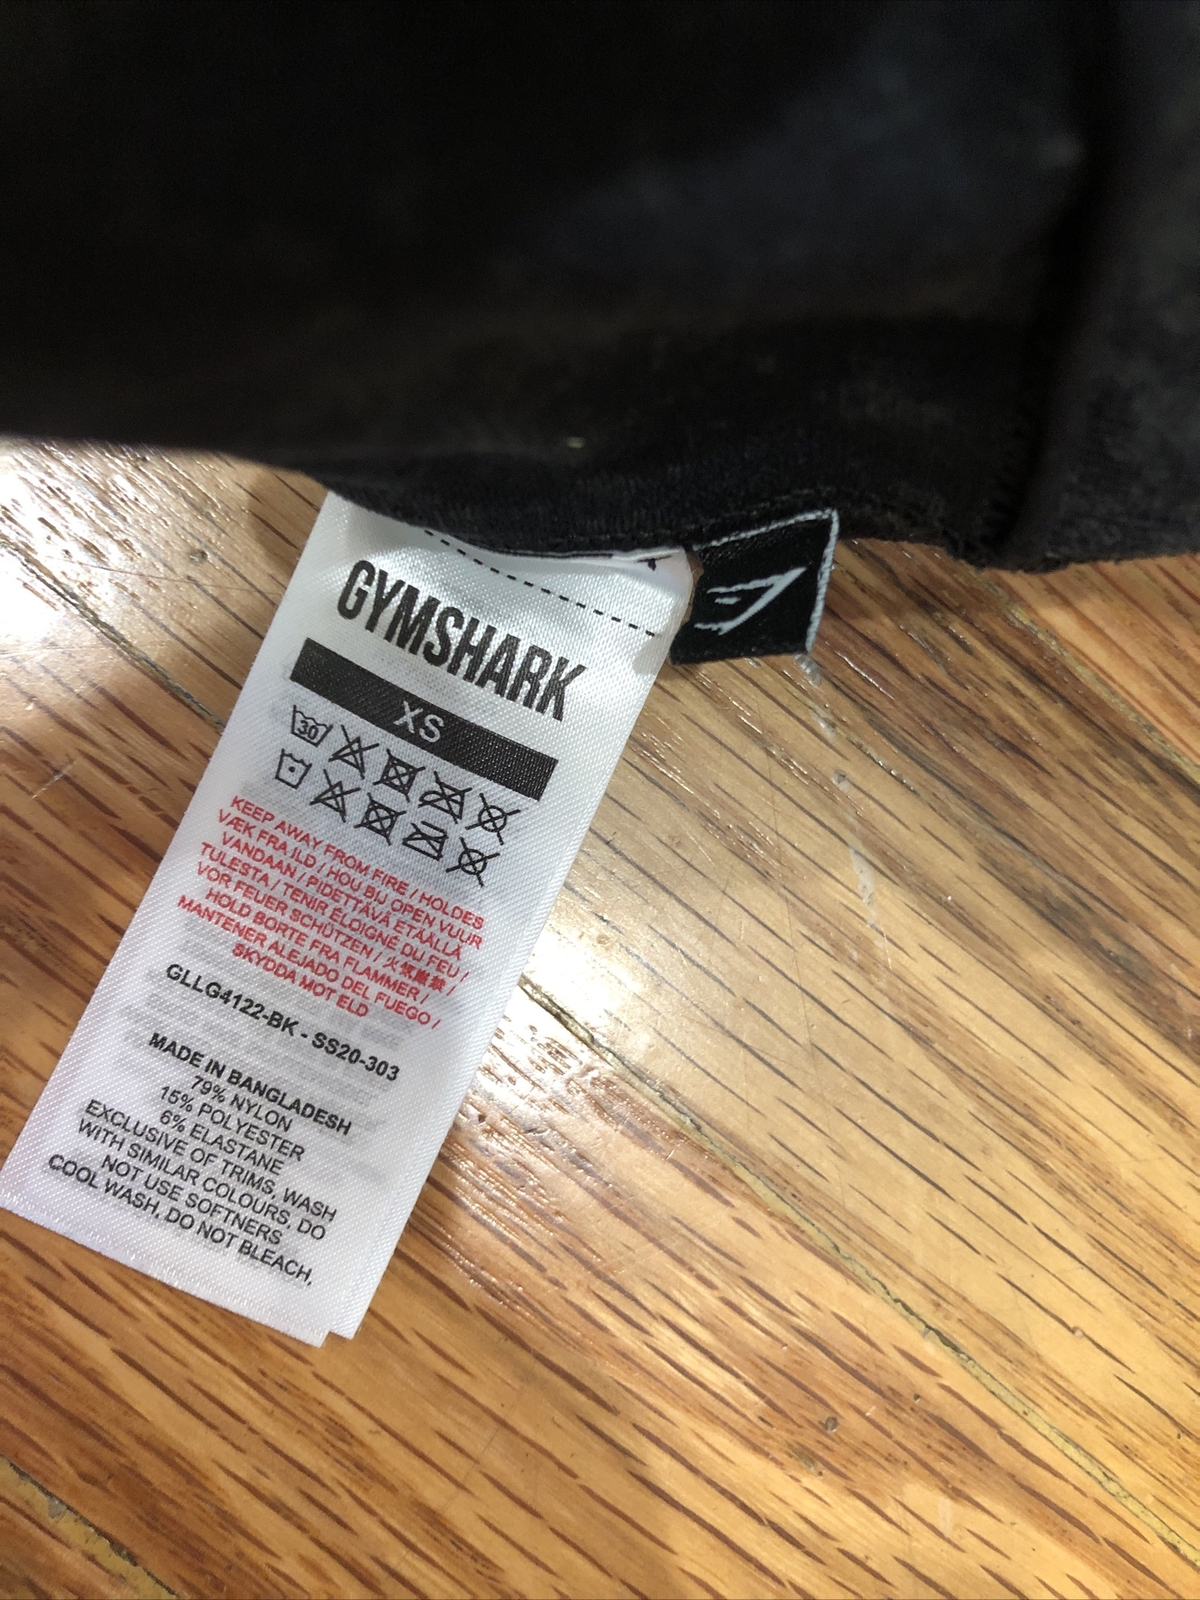 GYMSHARK
XS
30
KEEP AWAY FROM FIRE / HOLDES
VÆK FRA ILD / HOU BIJ OPEN VUUR
VANDAAN / PIDETTÄVÄ ETÄÄLLÄ
TULESTA / TENIR ÉLOIGNÉ DU FEU /
VOR FEUER SCHÜTZEN / 火気厳禁 /
HOLD BORTE FRA FLAMMER /
MANTENER ALEJADO DEL FUEGO /
SKYDDA MOT ELD
GLLG4122-BK - SS20-303
MADE IN BANGLADESH
79% NYLON
15% POLYESTER
6% ELASTANE
EXCLUSIVE OF TRIMS, WASH
WITH SIMILAR COLOURS, DO
NOT USE SOFTNERS
COOL WASH, DO NOT BLEACH,